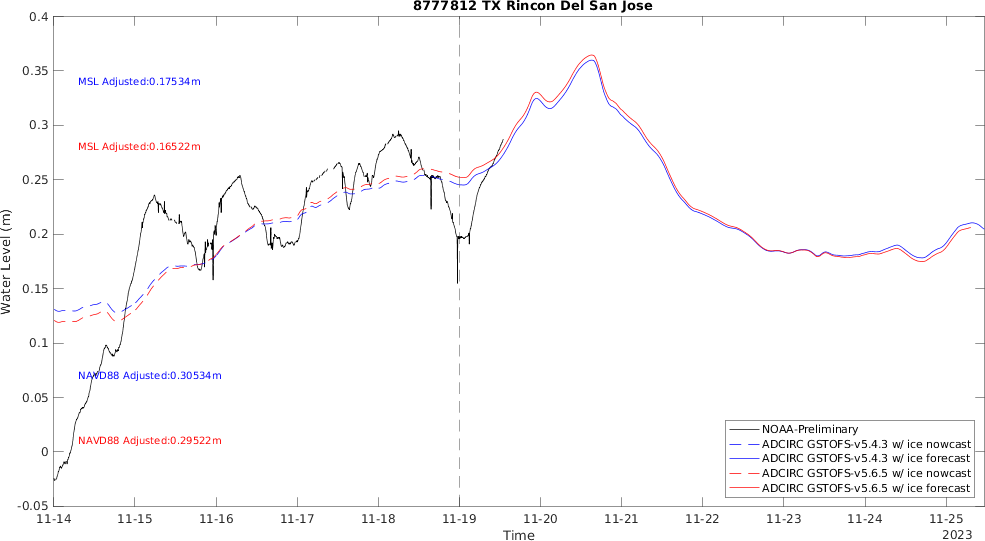 8777812 TX Rincon Del San Jose
0.4
0.35
0.3
0.25
0.2
0.15
0.1
0.05
0
-0.05
Water Level (m)
MSL Adjusted:0.17534m
MSL Adjusted:0.16522m
NAVD88 Adjusted:0.30534m
NAVD88 Adjusted:0.29522m
NOAA-Preliminary
ADCIRC GSTOFS-v5.4.3 w/ ice nowcast
ADCIRC GSTOFS-v5.4.3 w/ ice forecast
ADCIRC GSTOFS-v5.6.5 w/ ice nowcast
ADCIRC GSTOFS-v5.6.5 w/ ice forecast
11-14 11-15 11-16 11-17 11-18 11-19 11-20 11-21 11-22 11-23 11-24 11-25
Time
2023